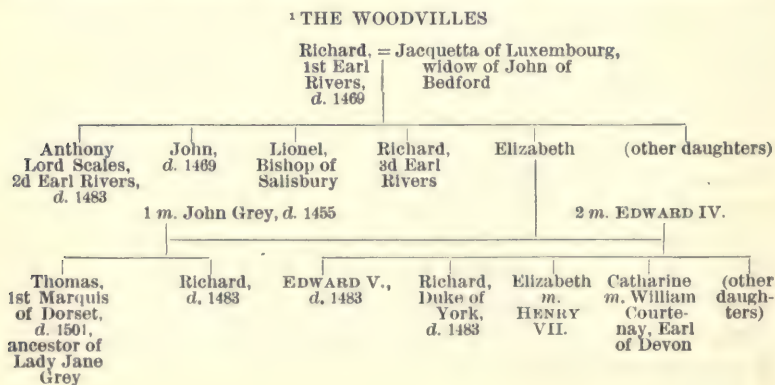 ¹ THE WOODVILLES
Richard, = Jacquetta of Luxembourg,
1st Earl widow of John of
Rivers, Bedford
d. 1469
Anthony John, Lionel, Richard, Elizabeth (other daughters)
Lord Scales, d. 1469 Bishop of 3d Earl
2d Earl Rivers, Salisbury Rivers
d. 1483
1 m. John Grey, d. 1455 2 m. EDWARD IV.
Thomas, Richard, EDWARD V., Richard, Elizabeth Catharine (other
1st Marquis d. 1483 d. 1483 Duke of m. m. William daugh-
of Dorset, York, HENRY Courte- ters)
d. 1501, d. 1483 VII. nay, Earl
ancestor of of Devon
Lady Jane
Grey